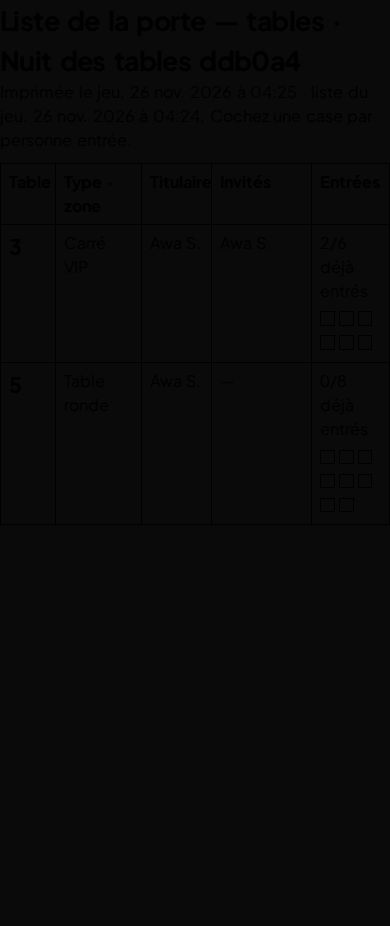 Liste de la porte — tables ·
Nuit des tables ddb0a4
Imprimée le jeu. 26 nov. 2026 à 04:25 · liste du
jeu. 26 nov. 2026 à 04:24. Cochez une case par
personne entrée.
Table Type · Titulaire Invités Entrées
zone
3 Carré Awa S. Awa S. 2/6
VIP déjà
entrés
5 Table Awa S. — 0/8
ronde déjà
entrés